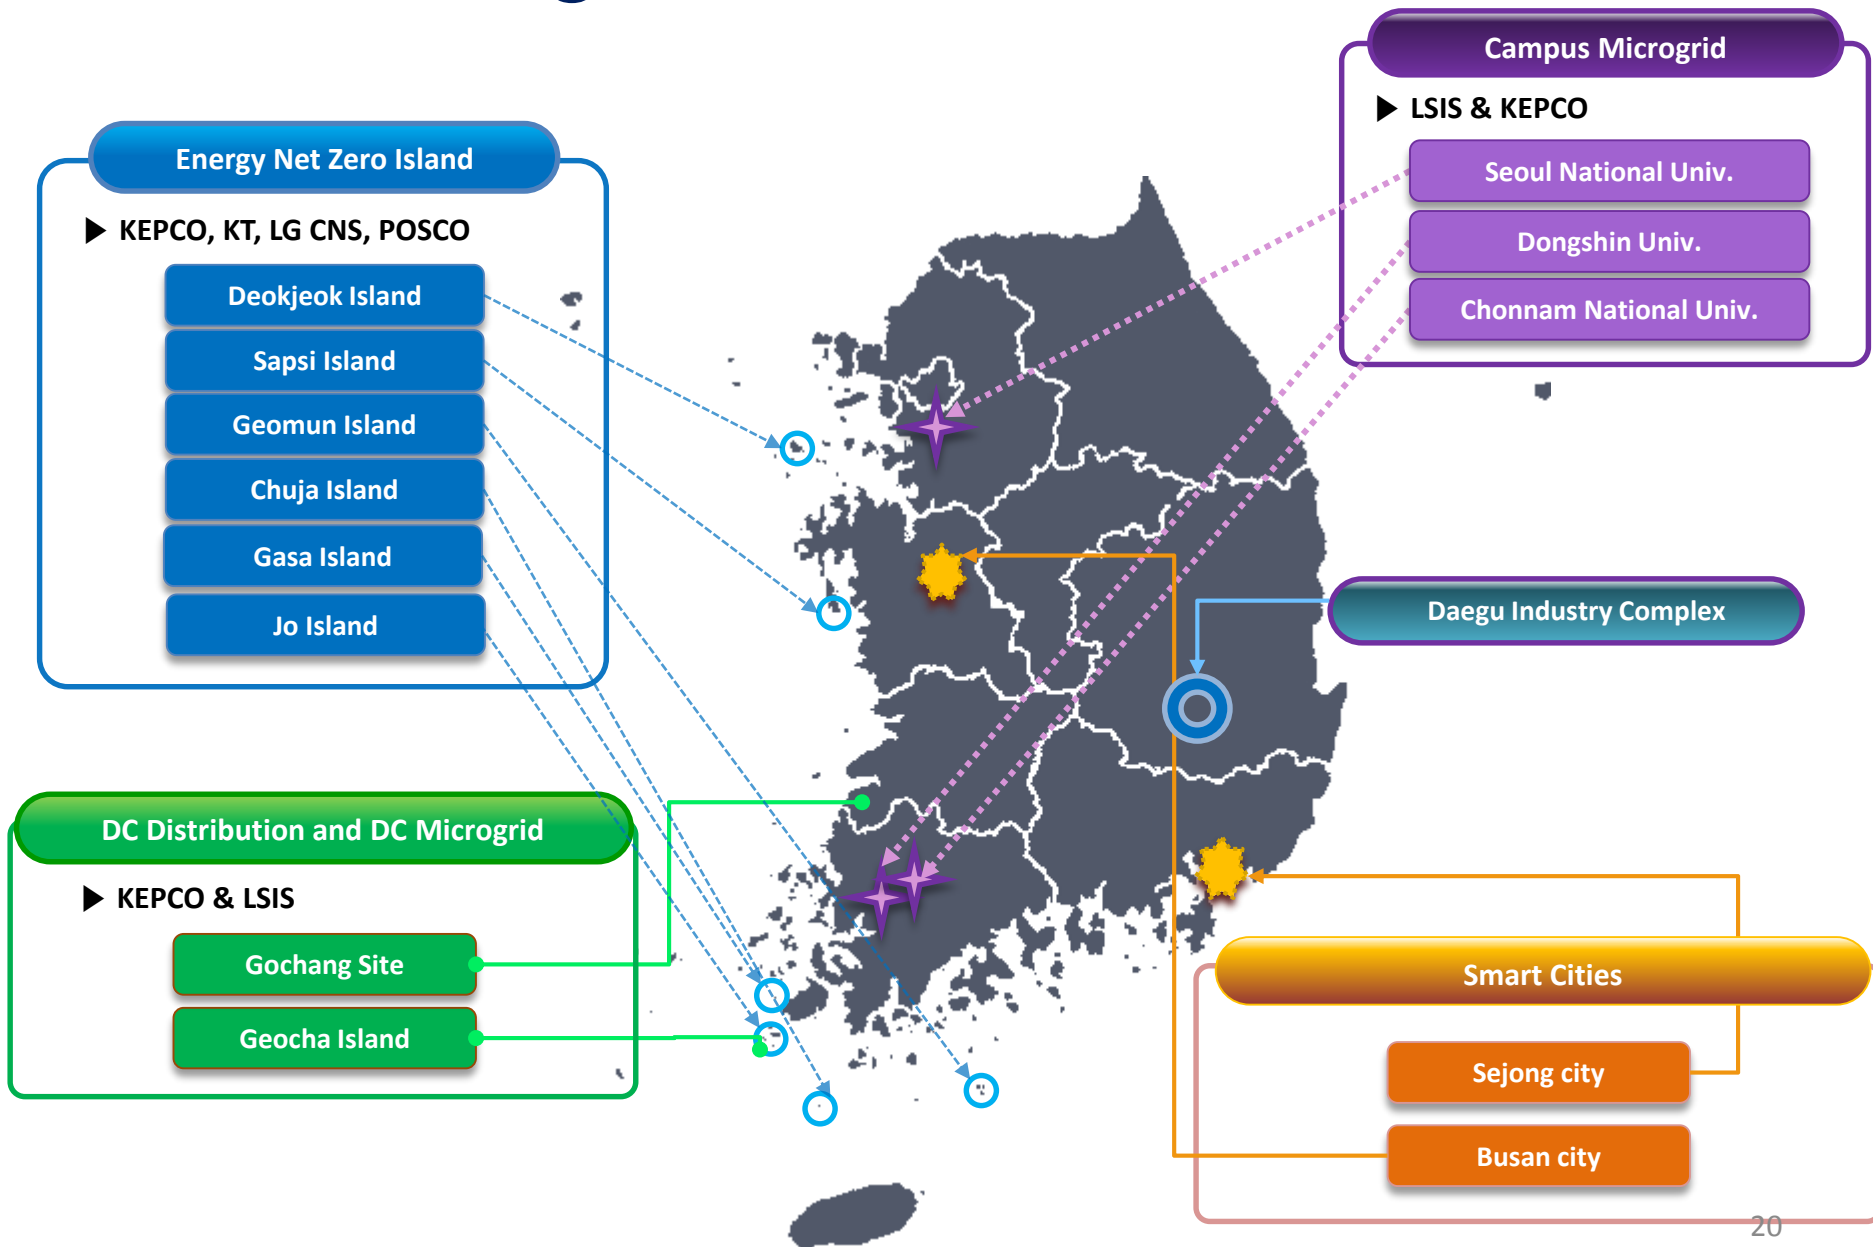 Campus Microgrid
▶ LSIS & KEPCO
Seoul National Univ.
Dongshin Univ.
Chonnam National Univ.
Energy Net Zero Island
▶ KEPCO, KT, LG CNS, POSCO
Deokjeok Island
Sapsi Island
Geomun Island
Chuja Island
Gasa Island
Jo Island
Daegu Industry Complex
DC Distribution and DC Microgrid
▶ KEPCO & LSIS
Gochang Site
Geocha Island
Smart Cities
Sejong city
Busan city
20